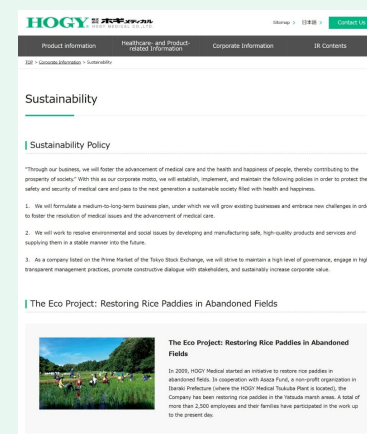 HOGY 株式会社 ホギメディカル
HOGY MEDICAL CO.,LTD.
Sitemap 日本語 Contact Us
Product information
Healthcare- and Product-related Information
Corporate Information
IR Contents
TOP > Corporate Information > Sustainability
Sustainability
Sustainability Policy
"Through our business, we will foster the advancement of medical care and the health and happiness of people, thereby contributing to the
prosperity of society." With this as our corporate motto, we will establish, implement, and maintain the following policies in order to protect the
safety and security of medical care and pass to the next generation a sustainable society filled with health and happiness.
1. We will formulate a medium-to-long-term business plan, under which we will grow existing businesses and embrace new challenges in ord
to foster the resolution of medical issues and the advancement of medical care.
2. We will work to resolve environmental and social issues by developing and manufacturing safe, high-quality products and services and
supplying them in a stable manner into the future.
3. As a company listed on the Prime Market of the Tokyo Stock Exchange, we will strive to maintain a high level of governance, engage in high
transparent management practices, promote constructive dialogue with stakeholders, and sustainably increase corporate value.
The Eco Project: Restoring Rice Paddies in Abandoned Fields
The Eco Project: Restoring Rice Paddies in Abandoned
Fields
In 2009, HOGY Medical started an initiative to restore rice paddies in
abandoned fields. In cooperation with Asaza Fund, a non-profit organization in
Ibaraki Prefecture (where the HOGY Medical Tsukuba Plant is located), the
Company has been restoring rice paddies in the Yatsuda marsh areas. A total of
more than 2,500 employees and their families have participated in the work up
to the present day.